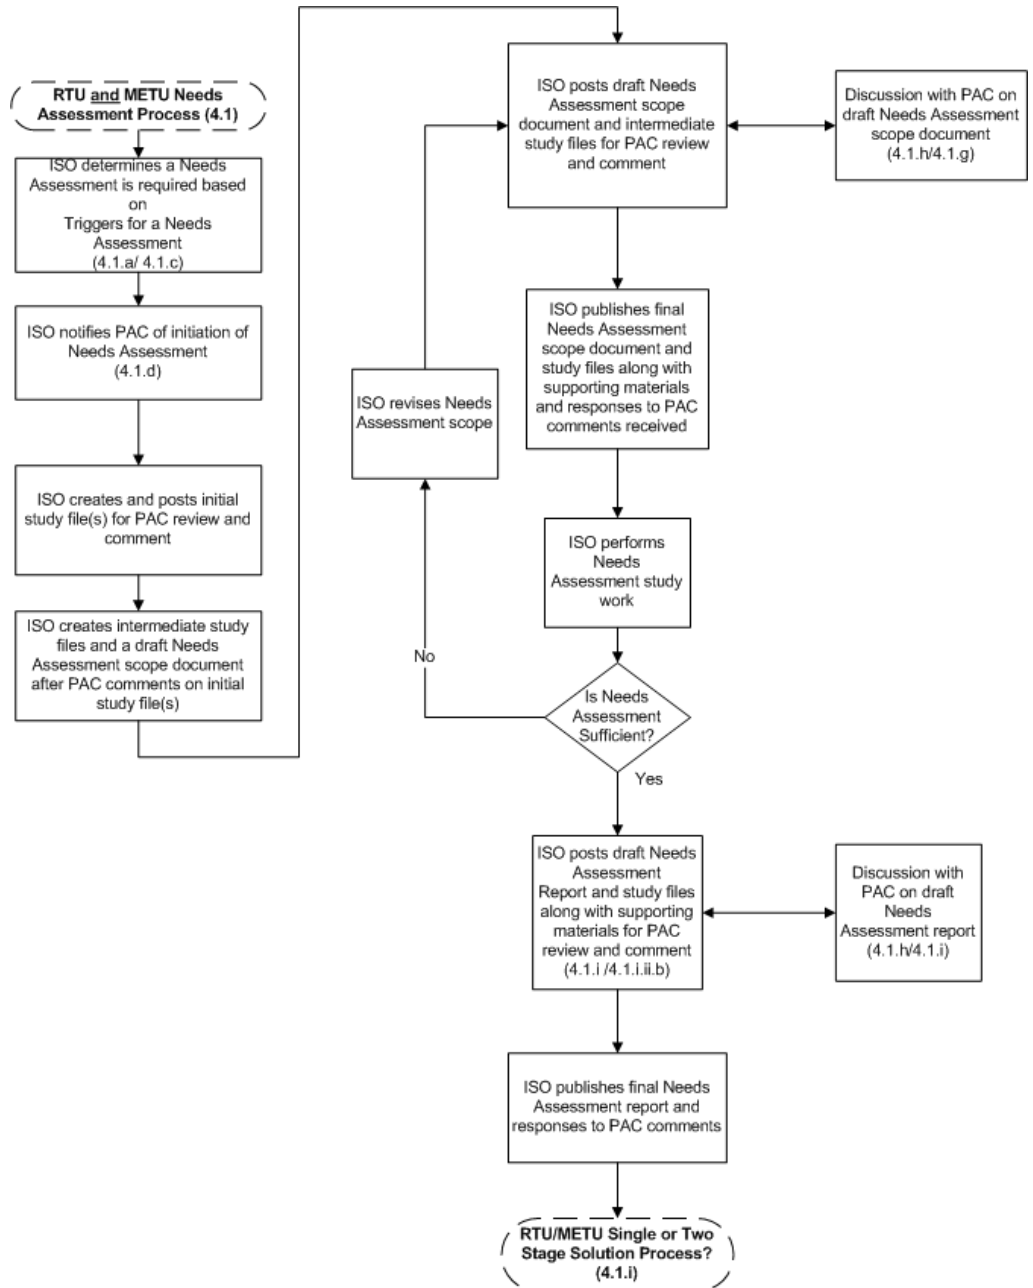 RTU and METU Needs
Assessment Process (4.1)
ISO determines a Needs
Assessment is required based
on
Triggers for a Needs
Assessment
(4.1.a/ 4.1.c)
ISO notifies PAC of initiation of
Needs Assessment
(4.1.d)
ISO creates and posts initial
study file(s) for PAC review and
comment
ISO creates intermediate study
files and a draft Needs
Assessment scope document
after PAC comments on initial
study file(s)
ISO posts draft Needs
Assessment scope
document and intermediate
study files for PAC review
and comment
Discussion with PAC on
draft Needs Assessment
scope document
(4.1.h/4.1.g)
ISO publishes final
Needs Assessment
scope document and
study files along with
supporting materials
and responses to PAC
comments received
ISO revises Needs
Assessment scope
ISO performs
Needs
Assessment study
work
No
Is Needs
Assessment
Sufficient?
Yes
ISO posts draft Needs
Assessment
Report and study files
along with supporting
materials for PAC
review and comment
(4.1.i /4.1.i.ii.b)
Discussion with
PAC on draft
Needs
Assessment report
(4.1.h/4.1.i)
ISO publishes final Needs
Assessment report and
responses to PAC comments
RTU/METU Single or Two
Stage Solution Process?
(4.1.i)